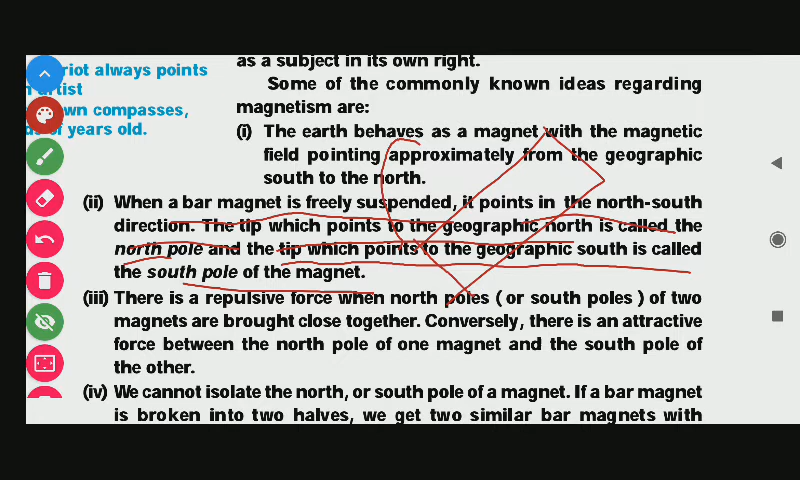 riot always points
artist
wn compasses,
of years old.
as a subject in its own right.
Some of the commonly known ideas regarding
magnetism are:
(i) The earth behaves as a magnet with the magnetic
field pointing approximately from the geographic
south to the north.
(ii) When a bar magnet is freely suspended, it points in the north-south
direction. The tip which points to the geographic north is called the
north pole and the tip which points to the geographic south is called
the south pole of the magnet.
(iii) There is a repulsive force when north poles ( or south poles ) of two
magnets are brought close together. Conversely, there is an attractive
force between the north pole of one magnet and the south pole of
the other.
(iv) We cannot isolate the north, or south pole of a magnet. If a bar magnet
is broken into two halves, we get two similar bar magnets with